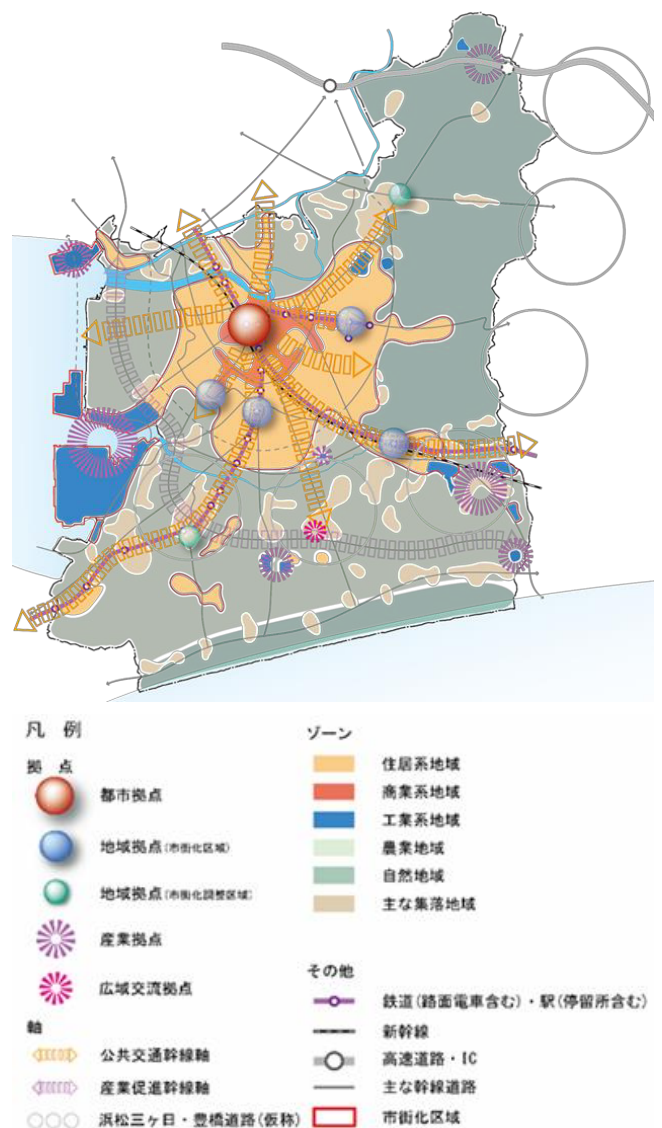 凡 例
拠 点
都市拠点
地域拠点(市街化区域)
地域拠点(市街化調整区域)
産業拠点
広域交流拠点
軸
公共交通幹線軸
産業促進幹線軸
浜松三ヶ日・豊橋道路(仮称)
ゾーン
住居系地域
商業系地域
工業系地域
農業地域
自然地域
主な集落地域
その他
鉄道(路面電車含む)・駅(停留所含む)
新幹線
高速道路・IC
主な幹線道路
市街化区域